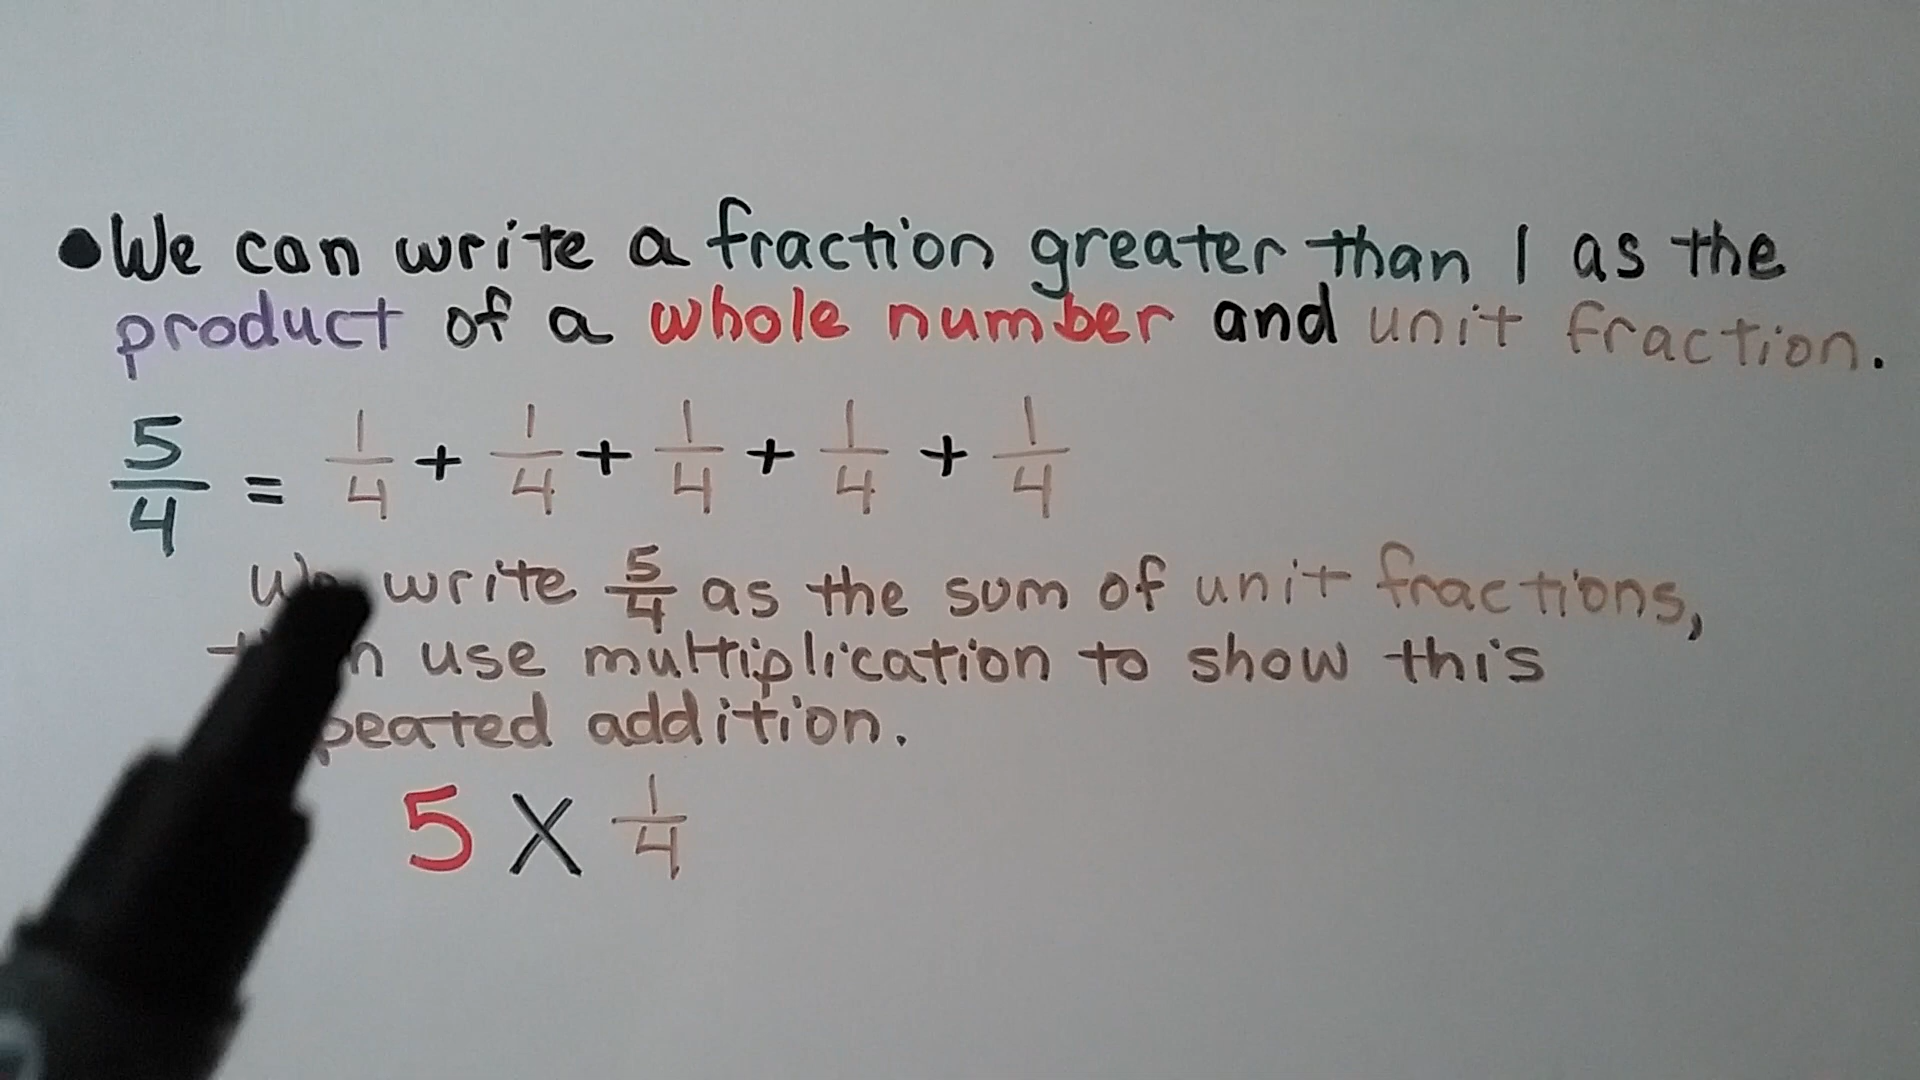 •We can write a fraction greater than 1 as the
product of a whole number and unit fraction.
5/4 = 1/4 + 1/4 + 1/4 + 1/4 + 1/4
We write 5/4 as the sum of unit fractions,
use multiplication to show this
addition.
5 X 1/4